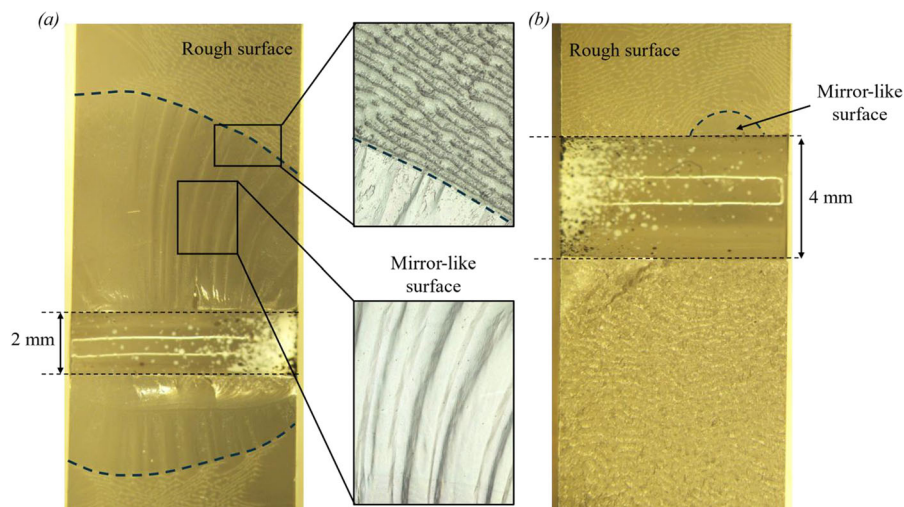 (a)
Rough surface
2 mm
Mirror-like
surface
(b)
Rough surface
Mirror-like
surface
4 mm